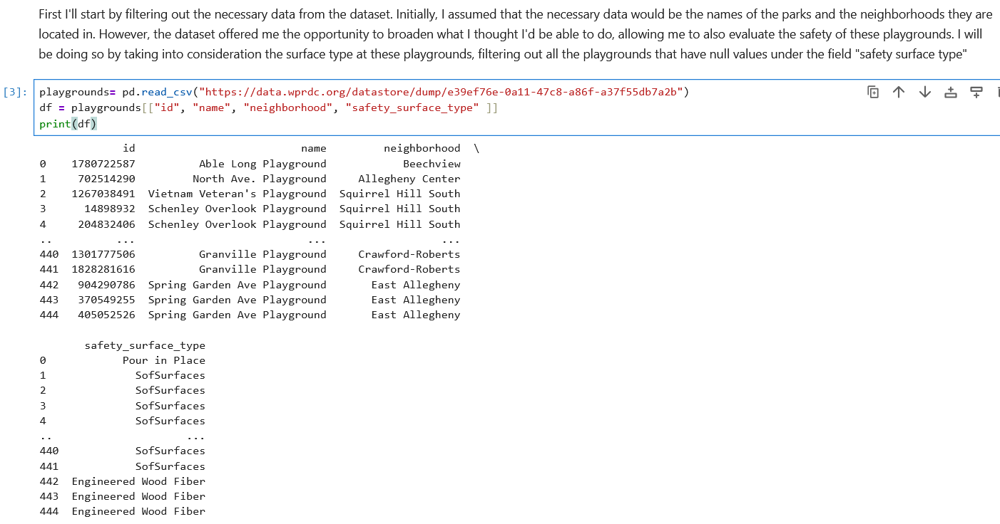 First I'll start by filtering out the necessary data from the dataset. Initially, I assumed that the necessary data would be the names of the parks and the neighborhoods they are
located in. However, the dataset offered me the opportunity to broaden what I thought I'd be able to do, allowing me to also evaluate the safety of these playgrounds. I will
be doing so by taking into consideration the surface type at these playgrounds, filtering out all the playgrounds that have null values under the field "safety surface type"
[3]: playgrounds= pd.read_csv("https://data.wprdc.org/datastore/dump/e39ef76e-0a11-47c8-a86f-a37f55db7a2b")
df = playgrounds[["id", "name", "neighborhood", "safety_surface_type" ]]
print(df)
id name neighborhood \
0 1780722587 Able Long Playground Beechview
1 702514290 North Ave. Playground Allegheny Center
2 1267038491 Vietnam Veteran's Playground Squirrel Hill South
3 14898932 Schenley Overlook Playground Squirrel Hill South
4 204832406 Schenley Overlook Playground Squirrel Hill South
.. ... ... ...
440 1301777506 Granville Playground Crawford-Roberts
441 1828281616 Granville Playground Crawford-Roberts
442 904290786 Spring Garden Ave Playground East Allegheny
443 370549255 Spring Garden Ave Playground East Allegheny
444 405052526 Spring Garden Ave Playground East Allegheny
safety_surface_type
0 Pour in Place
1 SofSurfaces
2 SofSurfaces
3 SofSurfaces
4 SofSurfaces
.. ...
440 SofSurfaces
441 SofSurfaces
442 Engineered Wood Fiber
443 Engineered Wood Fiber
444 Engineered Wood Fiber